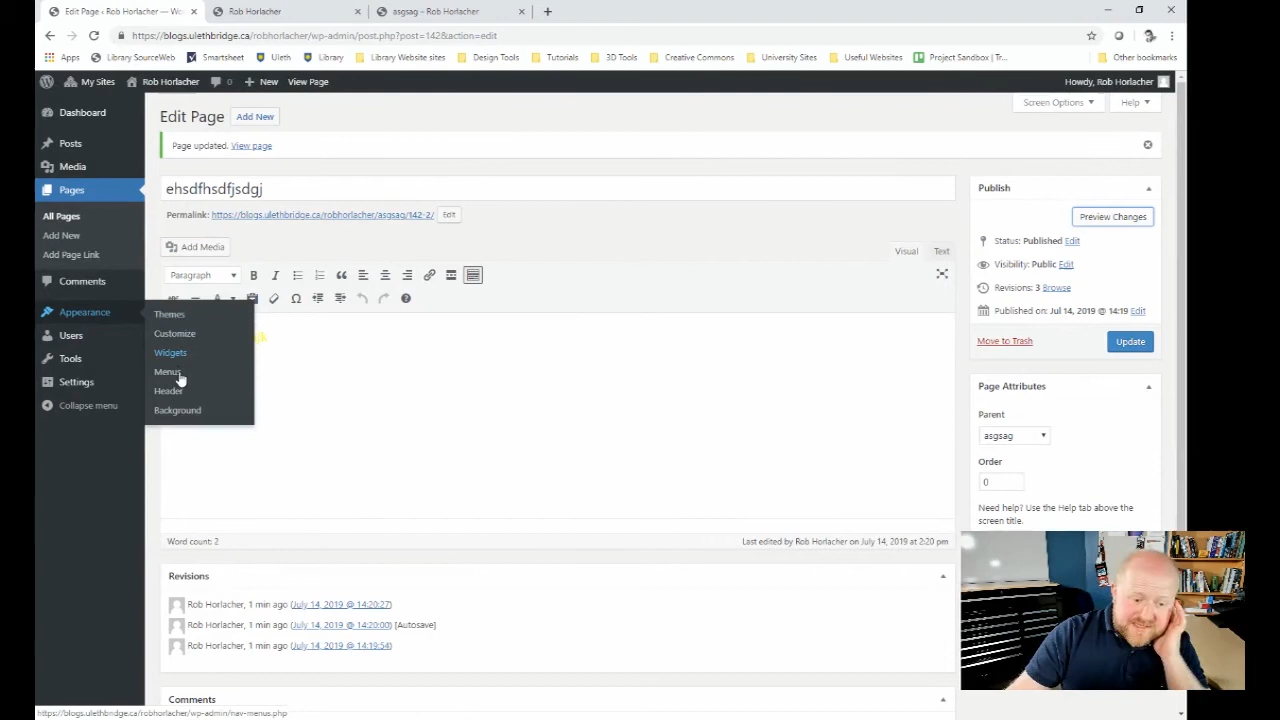 Edit Page ‹ Rob Horlacher — Wo
Rob Horlacher
asgsag – Rob Horlacher
https://blogs.ulethbridge.ca/robhorlacher/wp-admin/post.php?post=142&action=edit
Apps
Library SourceWeb
Smartsheet
Uleth
Library
Library Website sites
Design Tools
Tutorials
3D Tools
Creative Commons
University Sites
Useful Websites
Project Sandbox | Tr...
Other bookmarks
My Sites
Rob Horlacher
0
New
View Page
Howdy, Rob Horlacher
Dashboard
Posts
Media
Pages
All Pages
Add New
Add Page Link
Comments
Appearance
Users
Tools
Settings
Collapse menu
Themes
Customize
Widgets
Menus
Header
Background
Screen Options
Help
Edit Page
Add New
Page updated. View page
ehsdfhsdfjsdgj
Permalink: https://blogs.ulethbridge.ca/robhorlacher/asgsag/142-2/ Edit
Add Media
Visual
Text
Paragraph
Word count: 2
Last edited by Rob Horlacher on July 14, 2019 at 2:20 pm
Revisions
Rob Horlacher, 1 min ago (July 14, 2019 @ 14:20:27)
Rob Horlacher, 1 min ago (July 14, 2019 @ 14:20:00) [Autosave]
Rob Horlacher, 1 min ago (July 14, 2019 @ 14:19:54)
Comments
Publish
Preview Changes
Status: Published Edit
Visibility: Public Edit
Revisions: 3 Browse
Published on: Jul 14, 2019 @ 14:19 Edit
Move to Trash
Update
Page Attributes
Parent
asgsag
Order
0
Need help? Use the Help tab above the
screen title.
https://blogs.ulethbridge.ca/robhorlacher/wp-admin/nav-menus.php